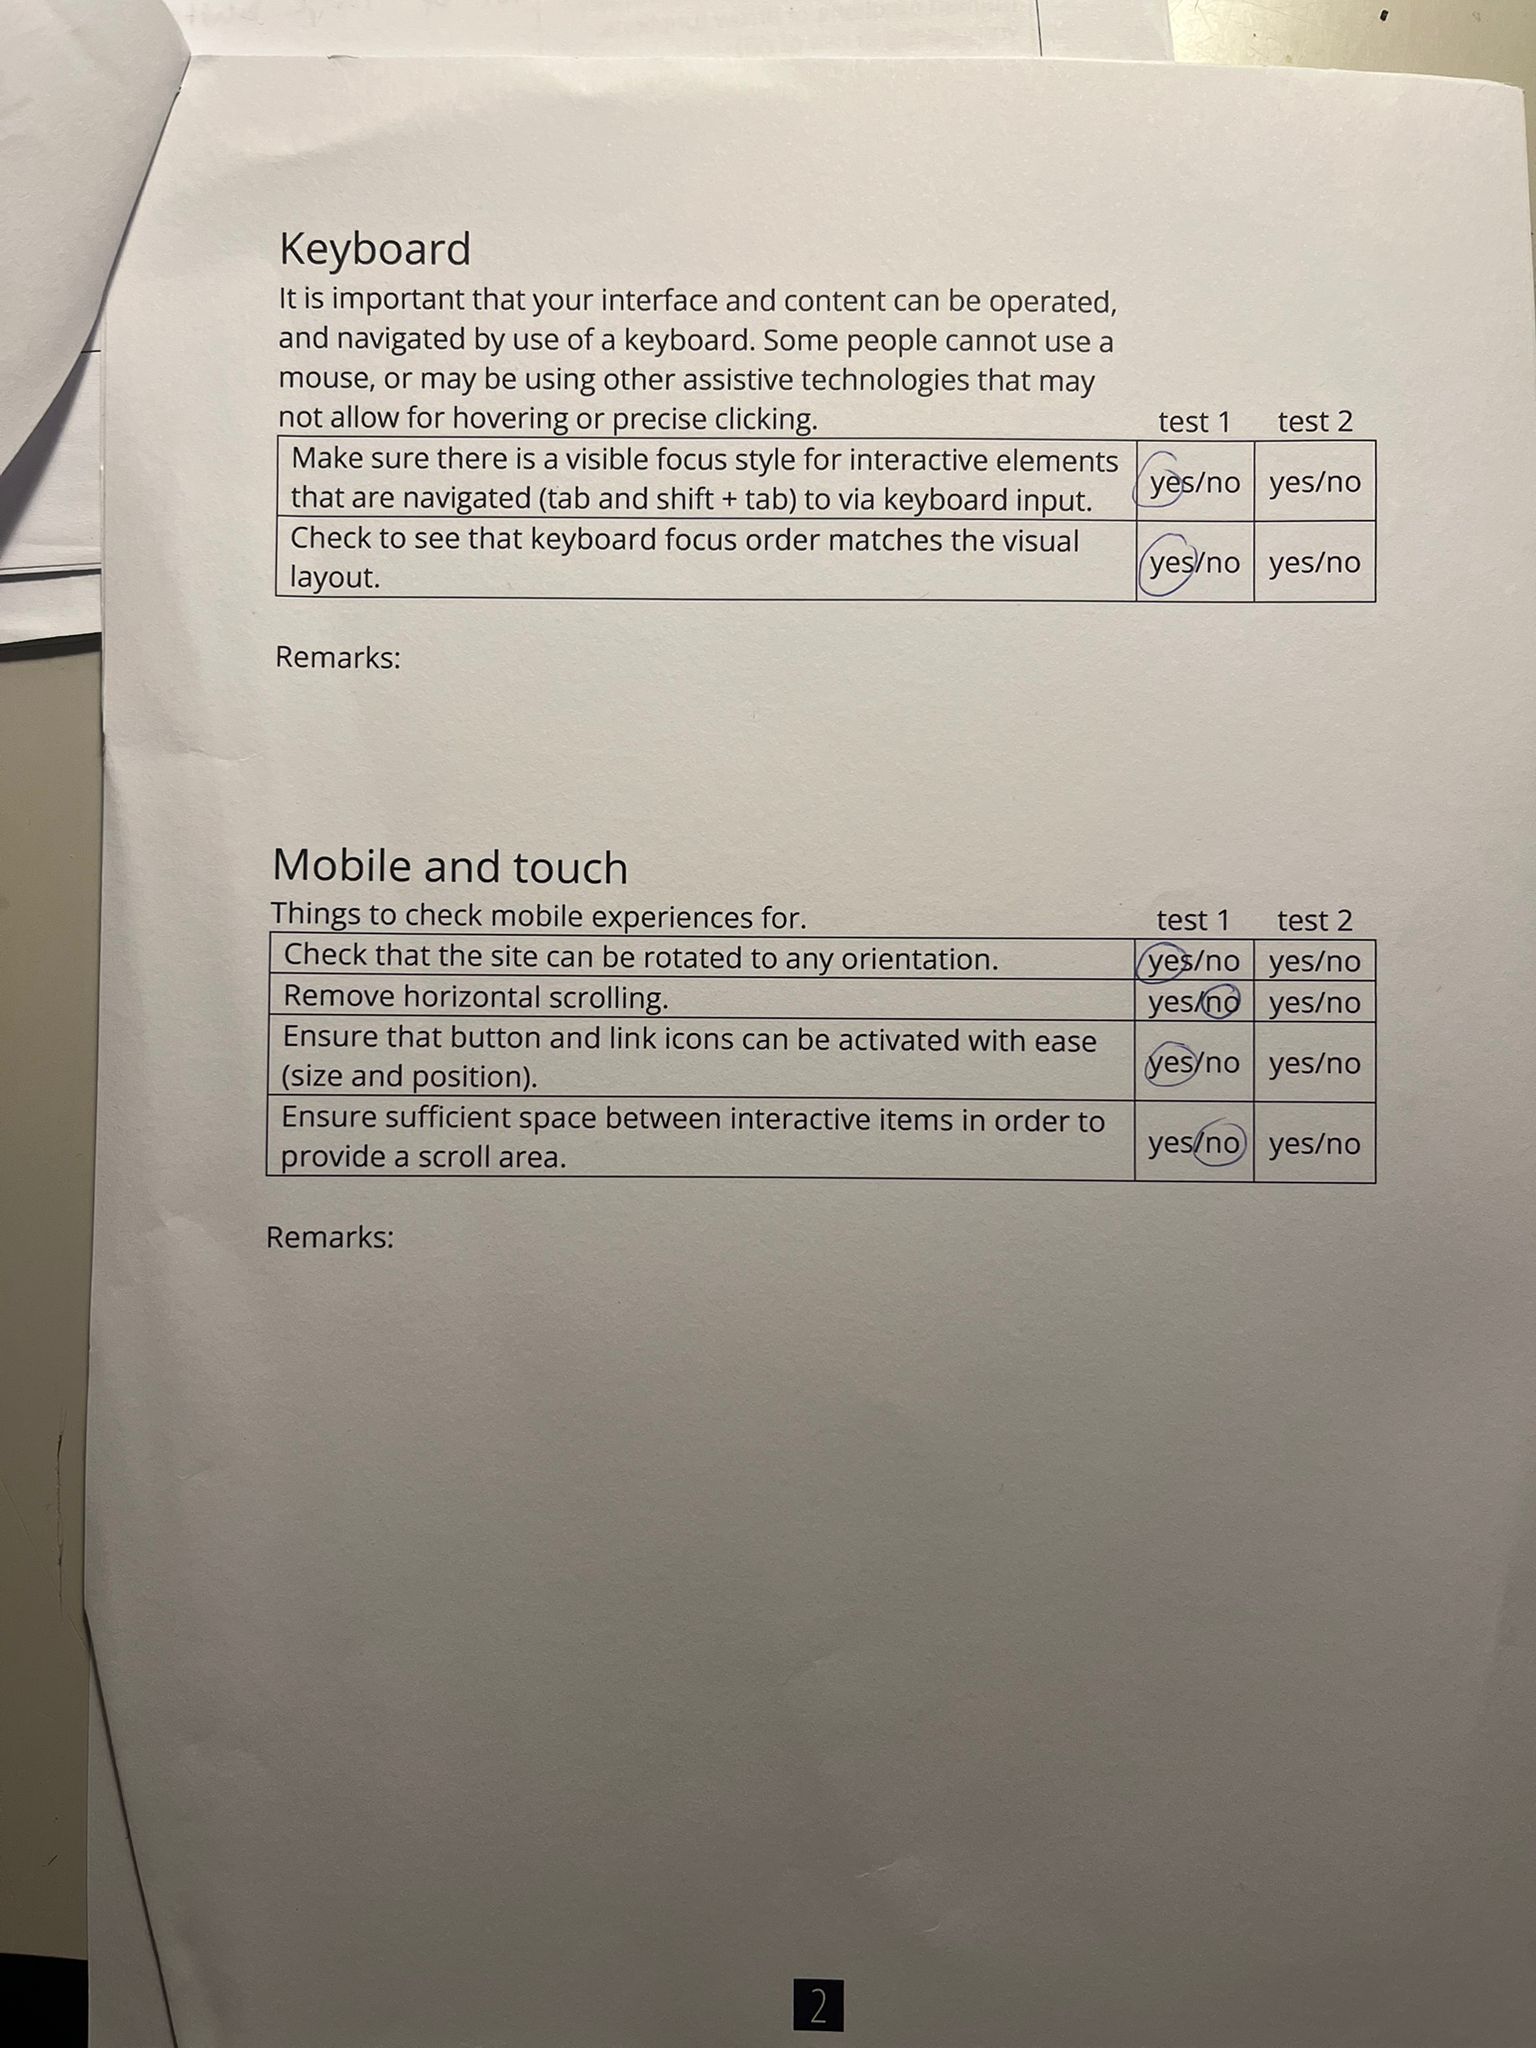 Keyboard
It is important that your interface and content can be operated,
and navigated by use of a keyboard. Some people cannot use a
mouse, or may be using other assistive technologies that may
not allow for hovering or precise clicking. test 1 test 2
Make sure there is a visible focus style for interactive elements
that are navigated (tab and shift + tab) to via keyboard input. yes/no yes/no
Check to see that keyboard focus order matches the visual
layout. yes/no yes/no
Remarks:
Mobile and touch
Things to check mobile experiences for. test 1 test 2
Check that the site can be rotated to any orientation. yes/no yes/no
Remove horizontal scrolling. yes/no yes/no
Ensure that button and link icons can be activated with ease
(size and position). yes/no yes/no
Ensure sufficient space between interactive items in order to
provide a scroll area. yes/no yes/no
Remarks:
2